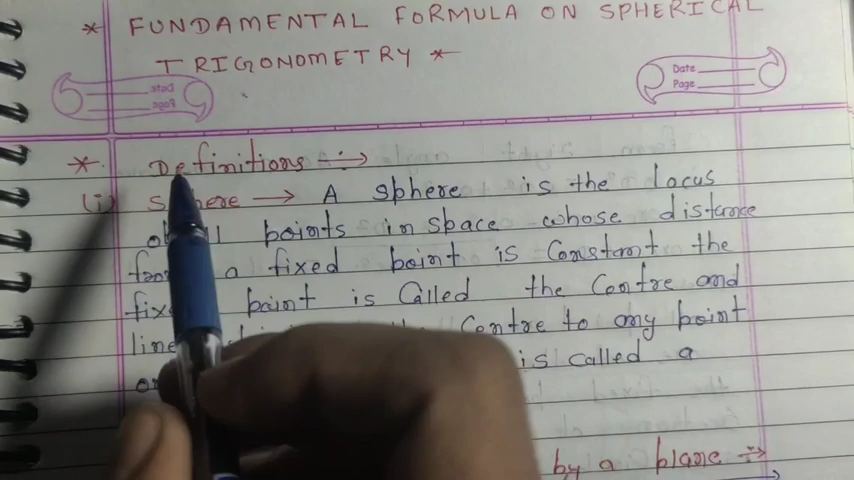 * FUNDAMENTAL FORMULA ON SPHERICAL
TRIGONOMETRY *
Date
Page
* Definitions
(i) Sphere → A sphere is the locus
points in space whose distance
a fixed point is constant the
point is called the centre and
line centre to any point
is called a
by a plane